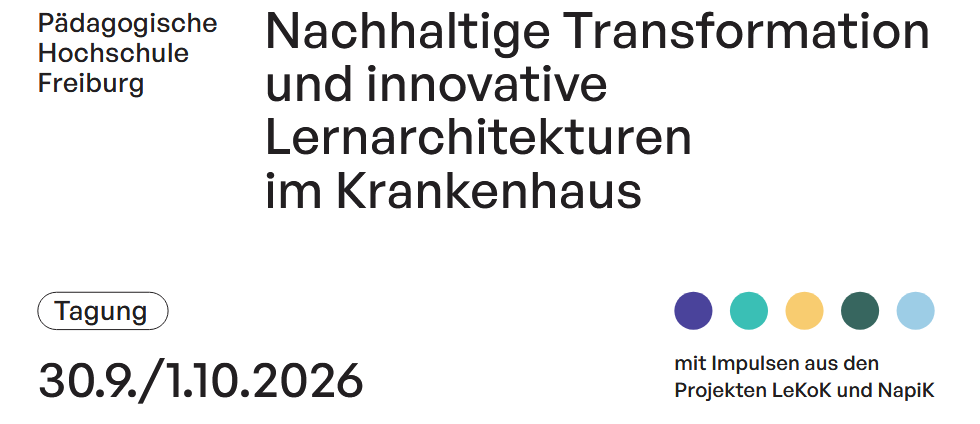 Pädagogische
Hochschule
Freiburg
Nachhaltige Transformation
und innovative
Lernarchitekturen
im Krankenhaus
Tagung
30.9./1.10.2026
mit Impulsen aus den
Projekten LeKoK und NapiK